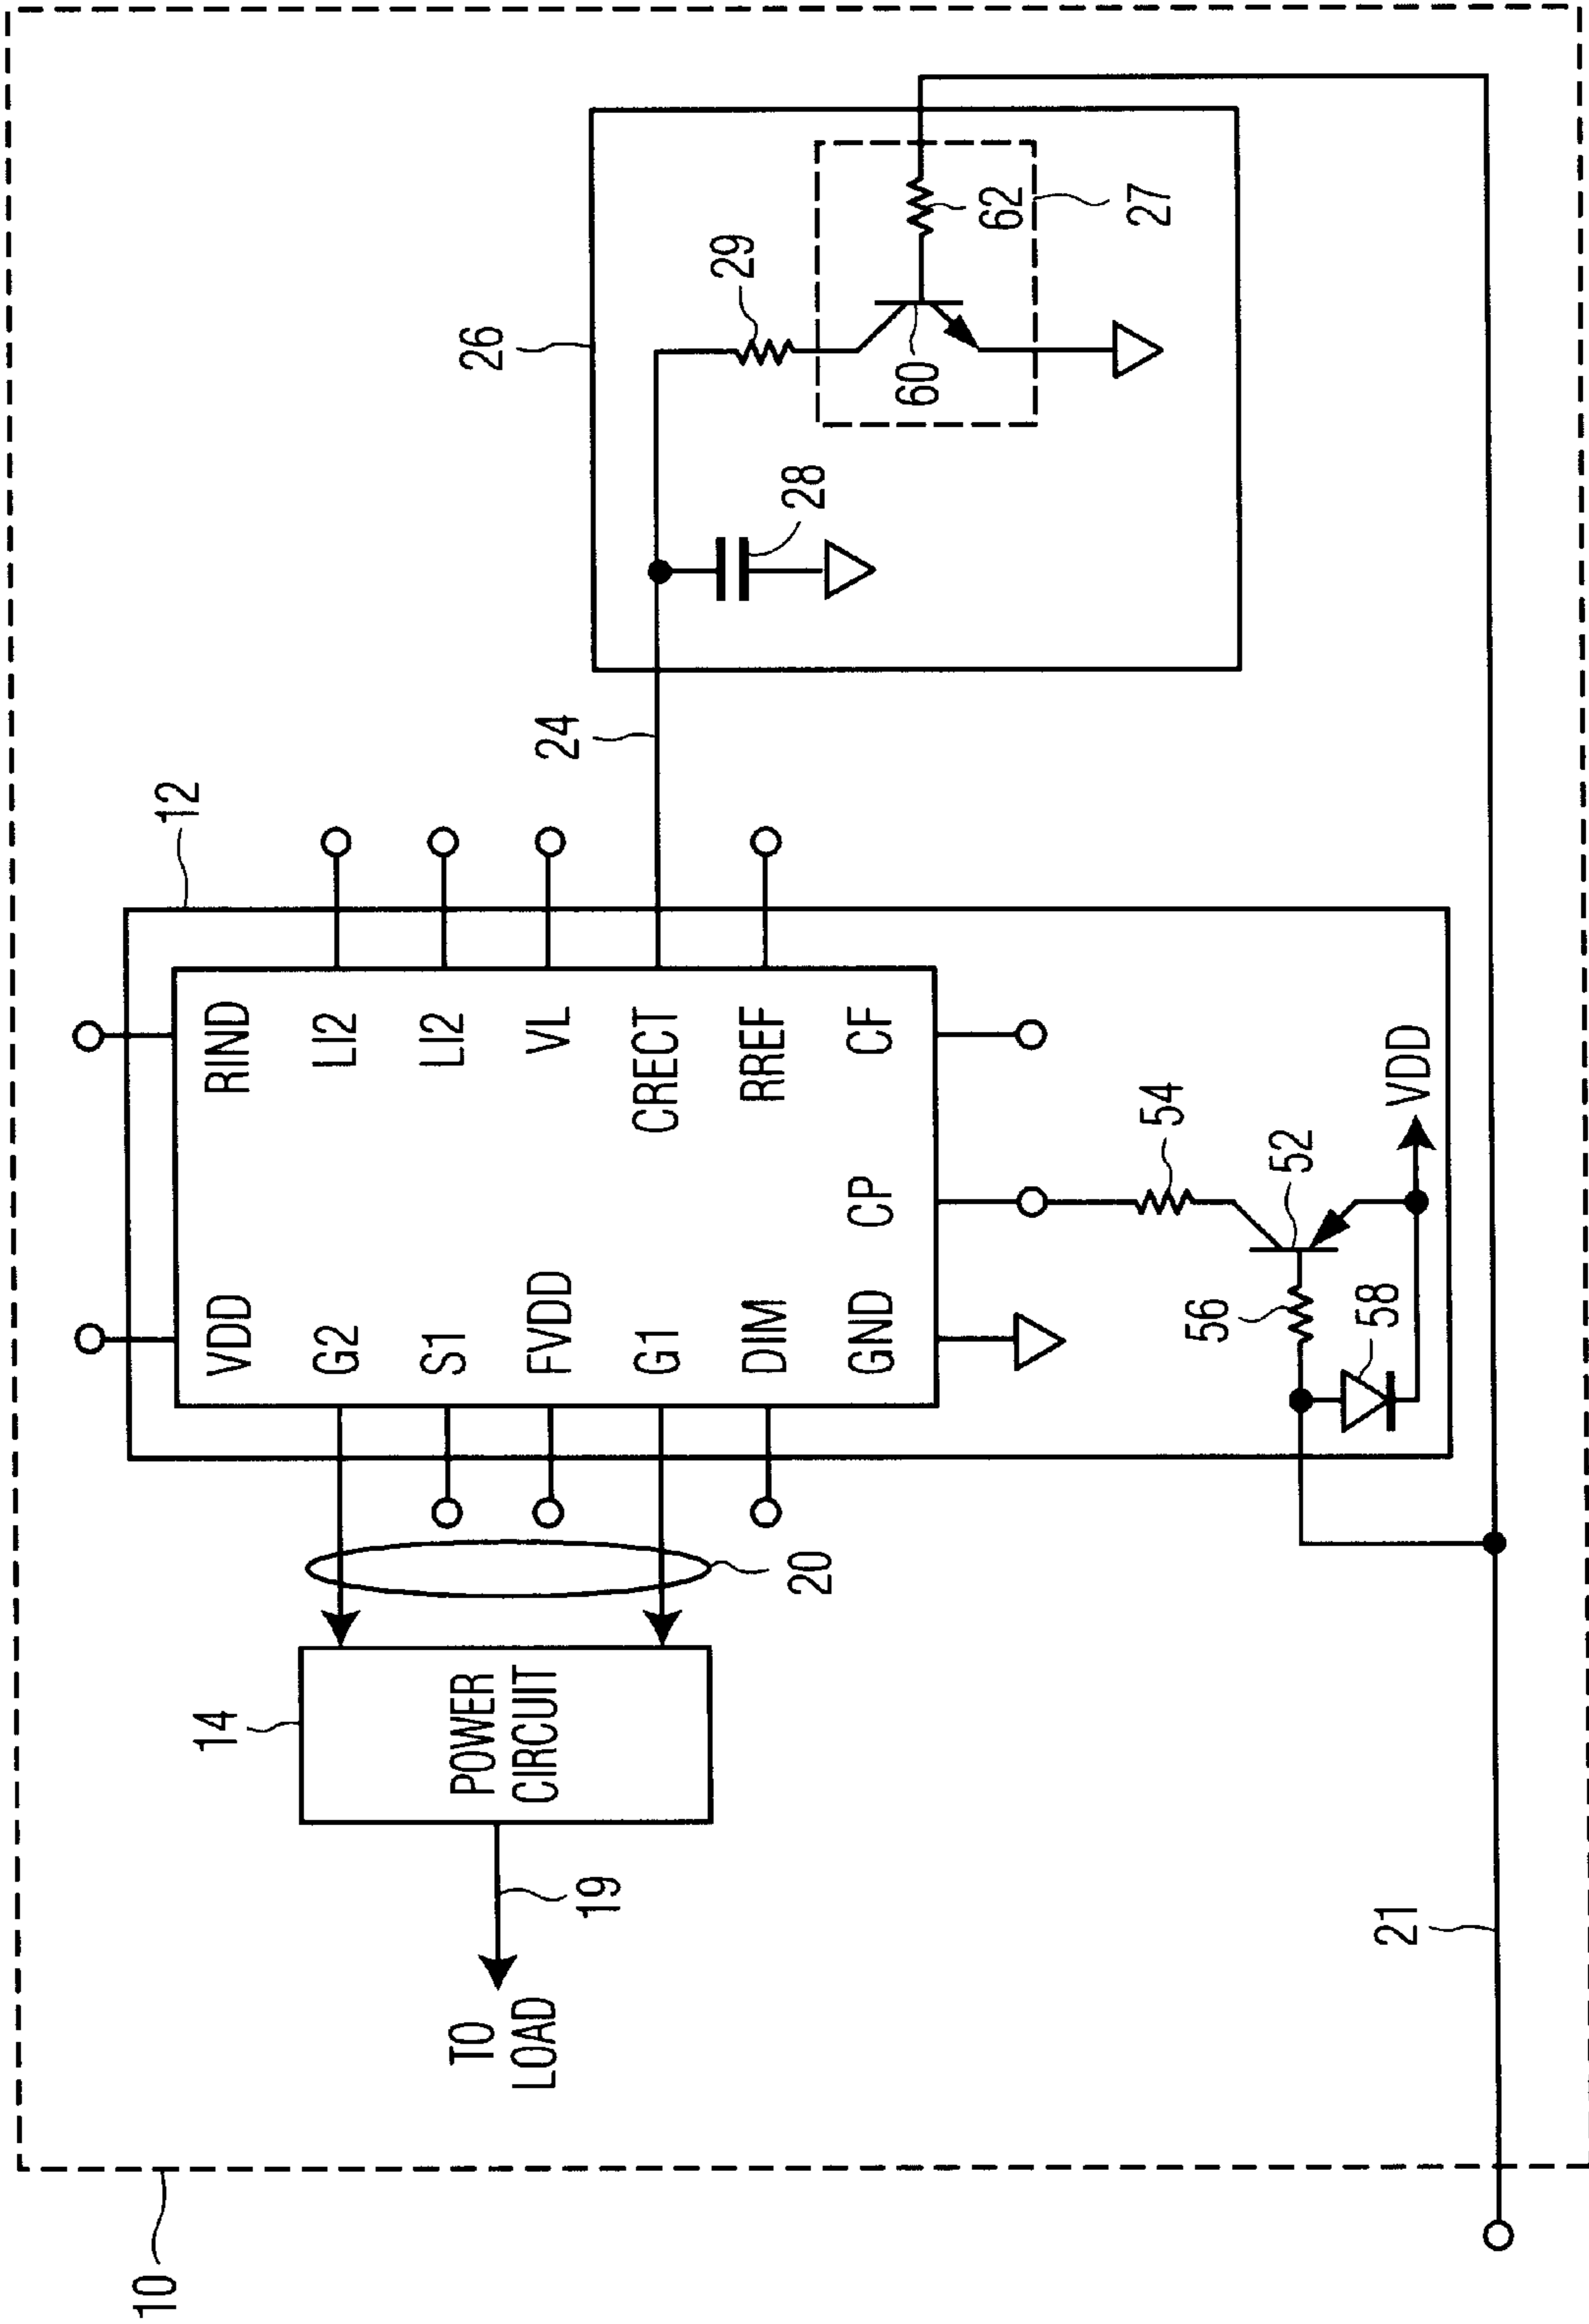 10
12
VDD
RIND
G2
LI2
S1
LI2
FVDD
VL
G1
CRECT
DIM
RREF
GND
CP
CF
14
POWER
CIRCUIT
TO
LOAD
19
20
24
26
29
28
60
62
27
54
52
56
58
VDD
21